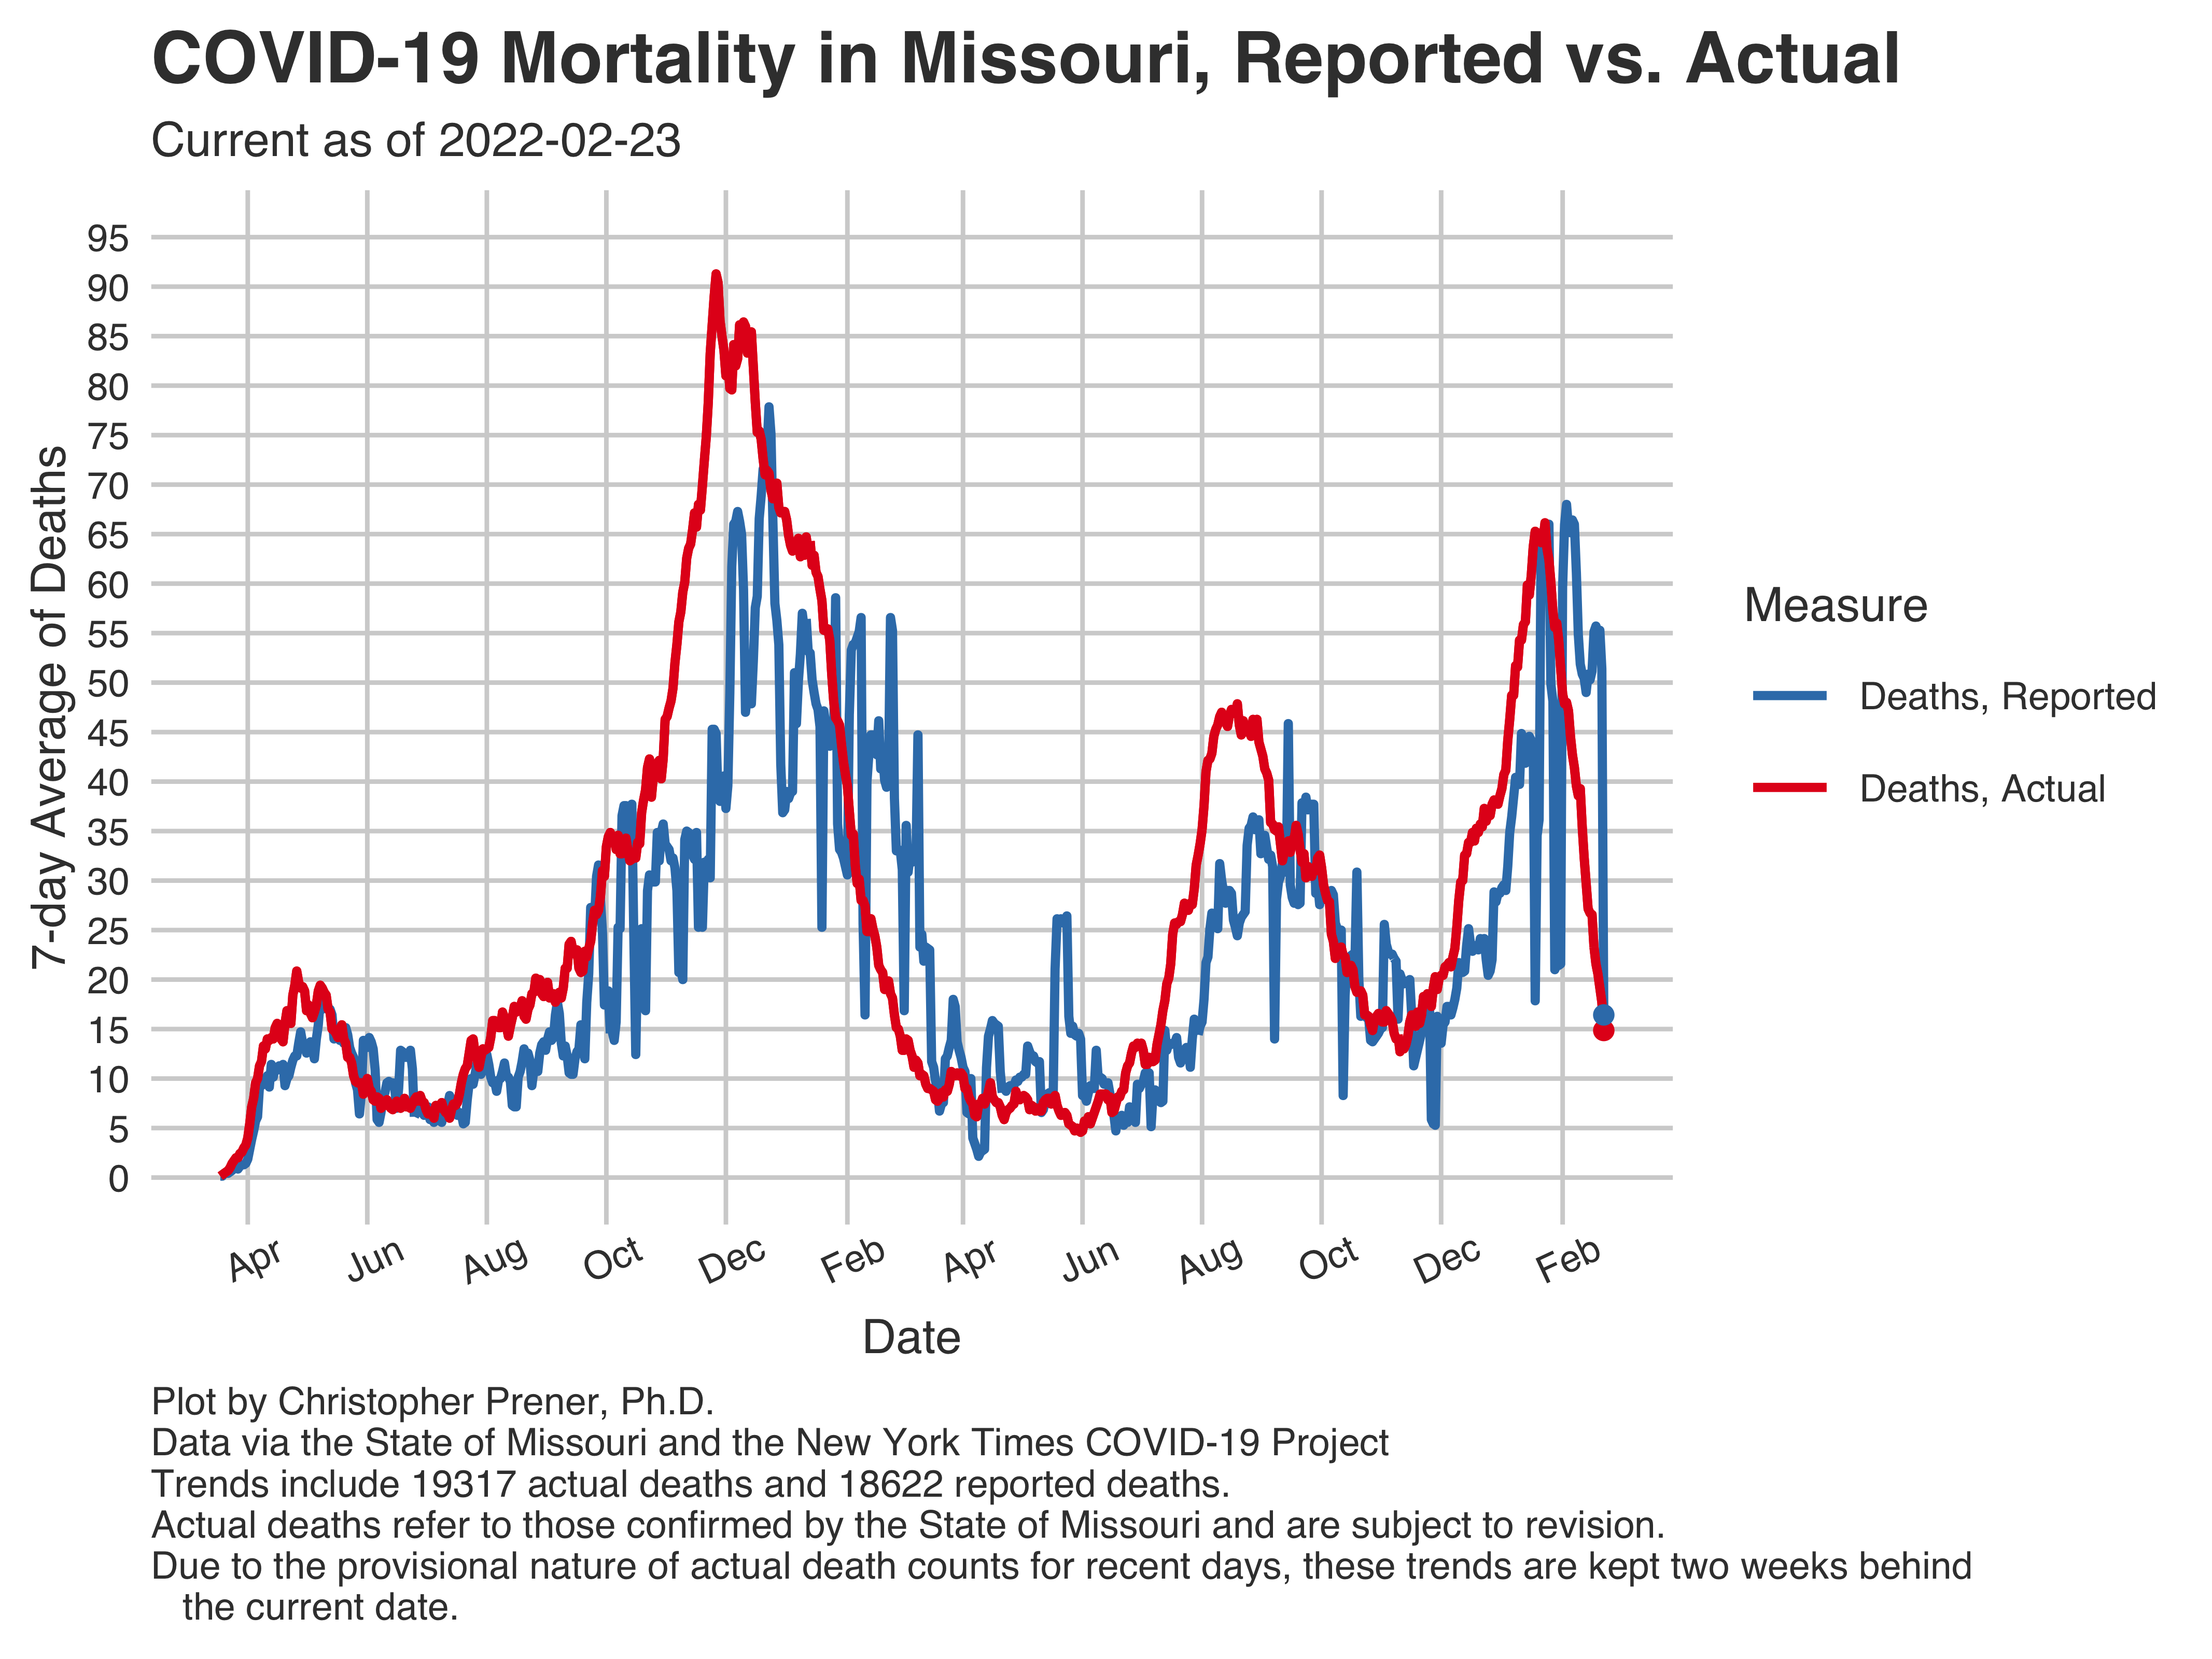 COVID-19 Mortality in Missouri, Reported vs. Actual
Current as of 2022-02-23
7-day Average of Deaths
95
90
85
80
75
70
65
60
55
50
45
40
35
30
25
20
15
10
5
0
Apr
Jun
Aug
Oct
Dec
Feb
Apr
Jun
Aug
Oct
Dec
Feb
Date
Measure
Deaths, Reported
Deaths, Actual
Plot by Christopher Prener, Ph.D.
Data via the State of Missouri and the New York Times COVID-19 Project
Trends include 19317 actual deaths and 18622 reported deaths.
Actual deaths refer to those confirmed by the State of Missouri and are subject to revision.
Due to the provisional nature of actual death counts for recent days, these trends are kept two weeks behind
the current date.